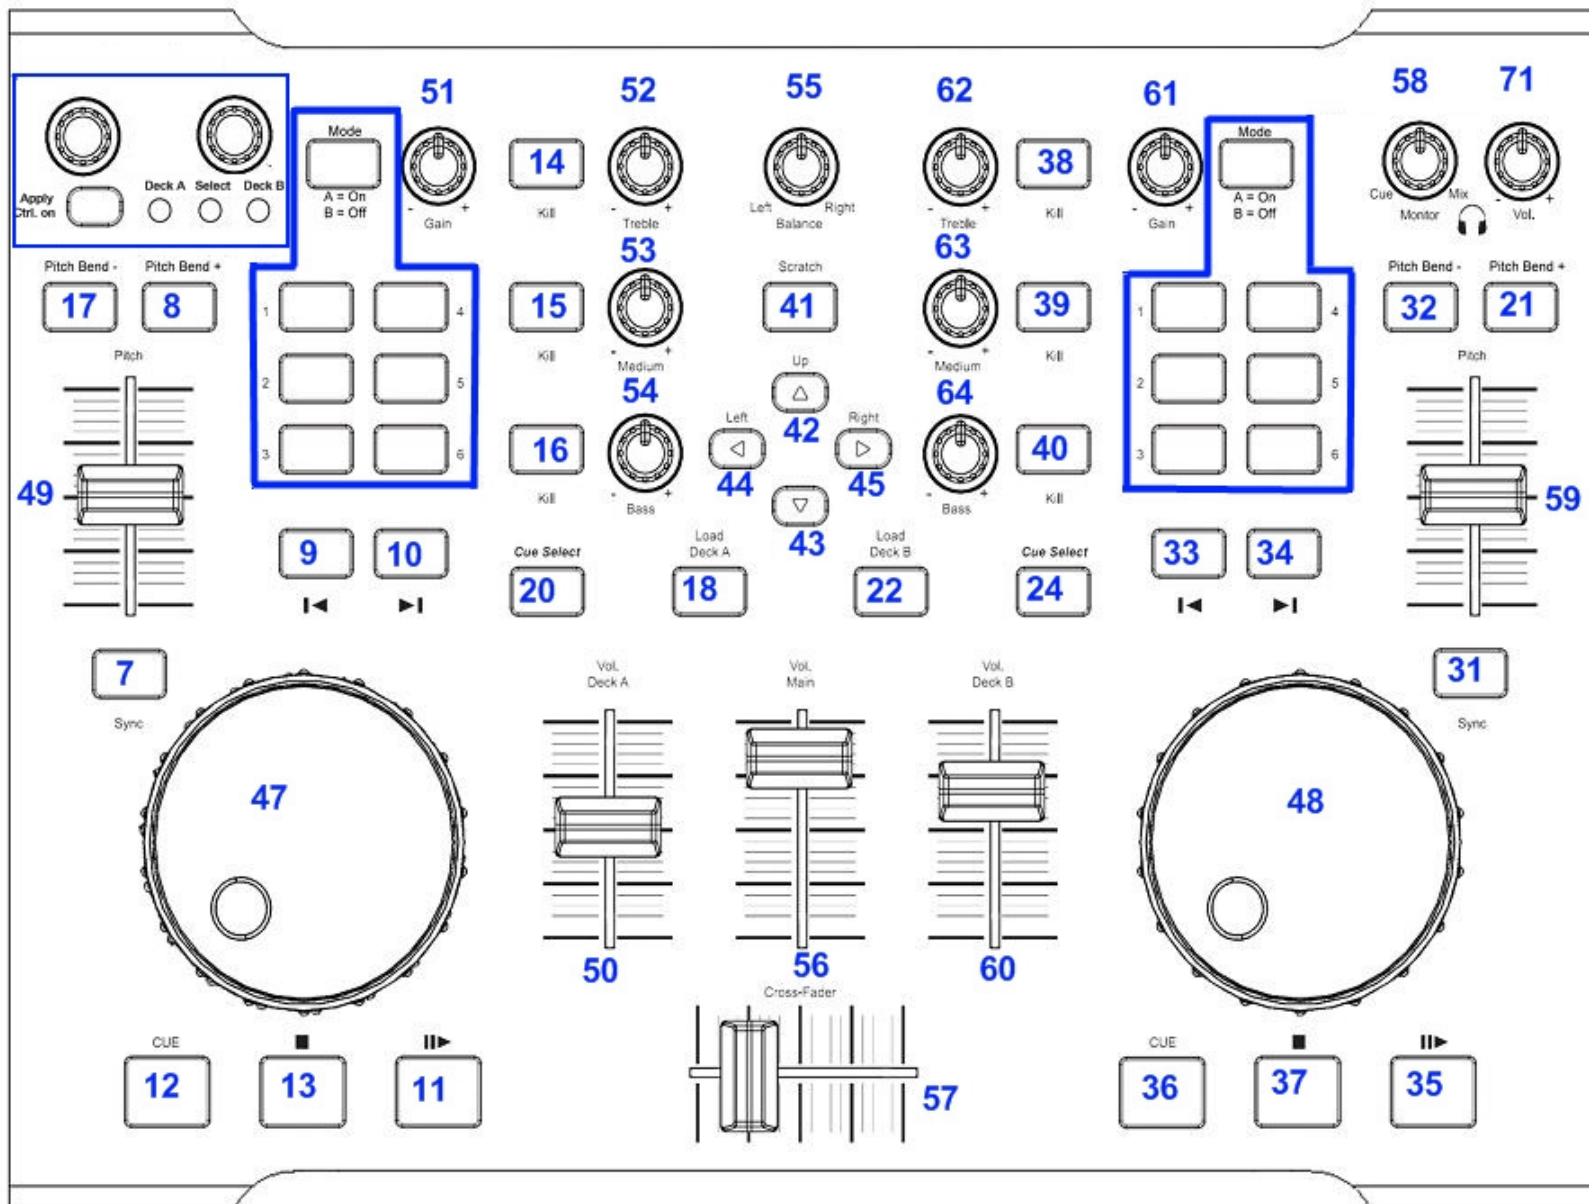 51 52 55 62 61 58 71
Mode Mode
14 38
Apply Deck A Select Deck B A = On Left Right A = On Cue Mix
Ctrl. on B = Off - + Kill - + Balance - + Kill - + B = Off Montor - +
Gain Treble Treble Gain Vol.
53 63
Pitch Bend - Pitch Bend + Scratch Pitch Bend - Pitch Bend +
17 8 1 4 15 41 39 1 4 32 21
Pitch Kill - + Up - + Kill Pitch
Medium Medium
2 5 54 64 2 5
Left 42 Right
3 6 16 40 3 6
49 44 45 59
Kill - + - + Kill
Bass Bass
9 10 Load 43 Load 33 34
Cue Select Deck A Deck B Cue Select
20 18 22 24
7 Vol. Vol. Vol. 31
Deck A Main Deck B
Sync Sync
47 48
50 56 60
Cross-Fader
CUE CUE
12 13 11 57 36 37 35